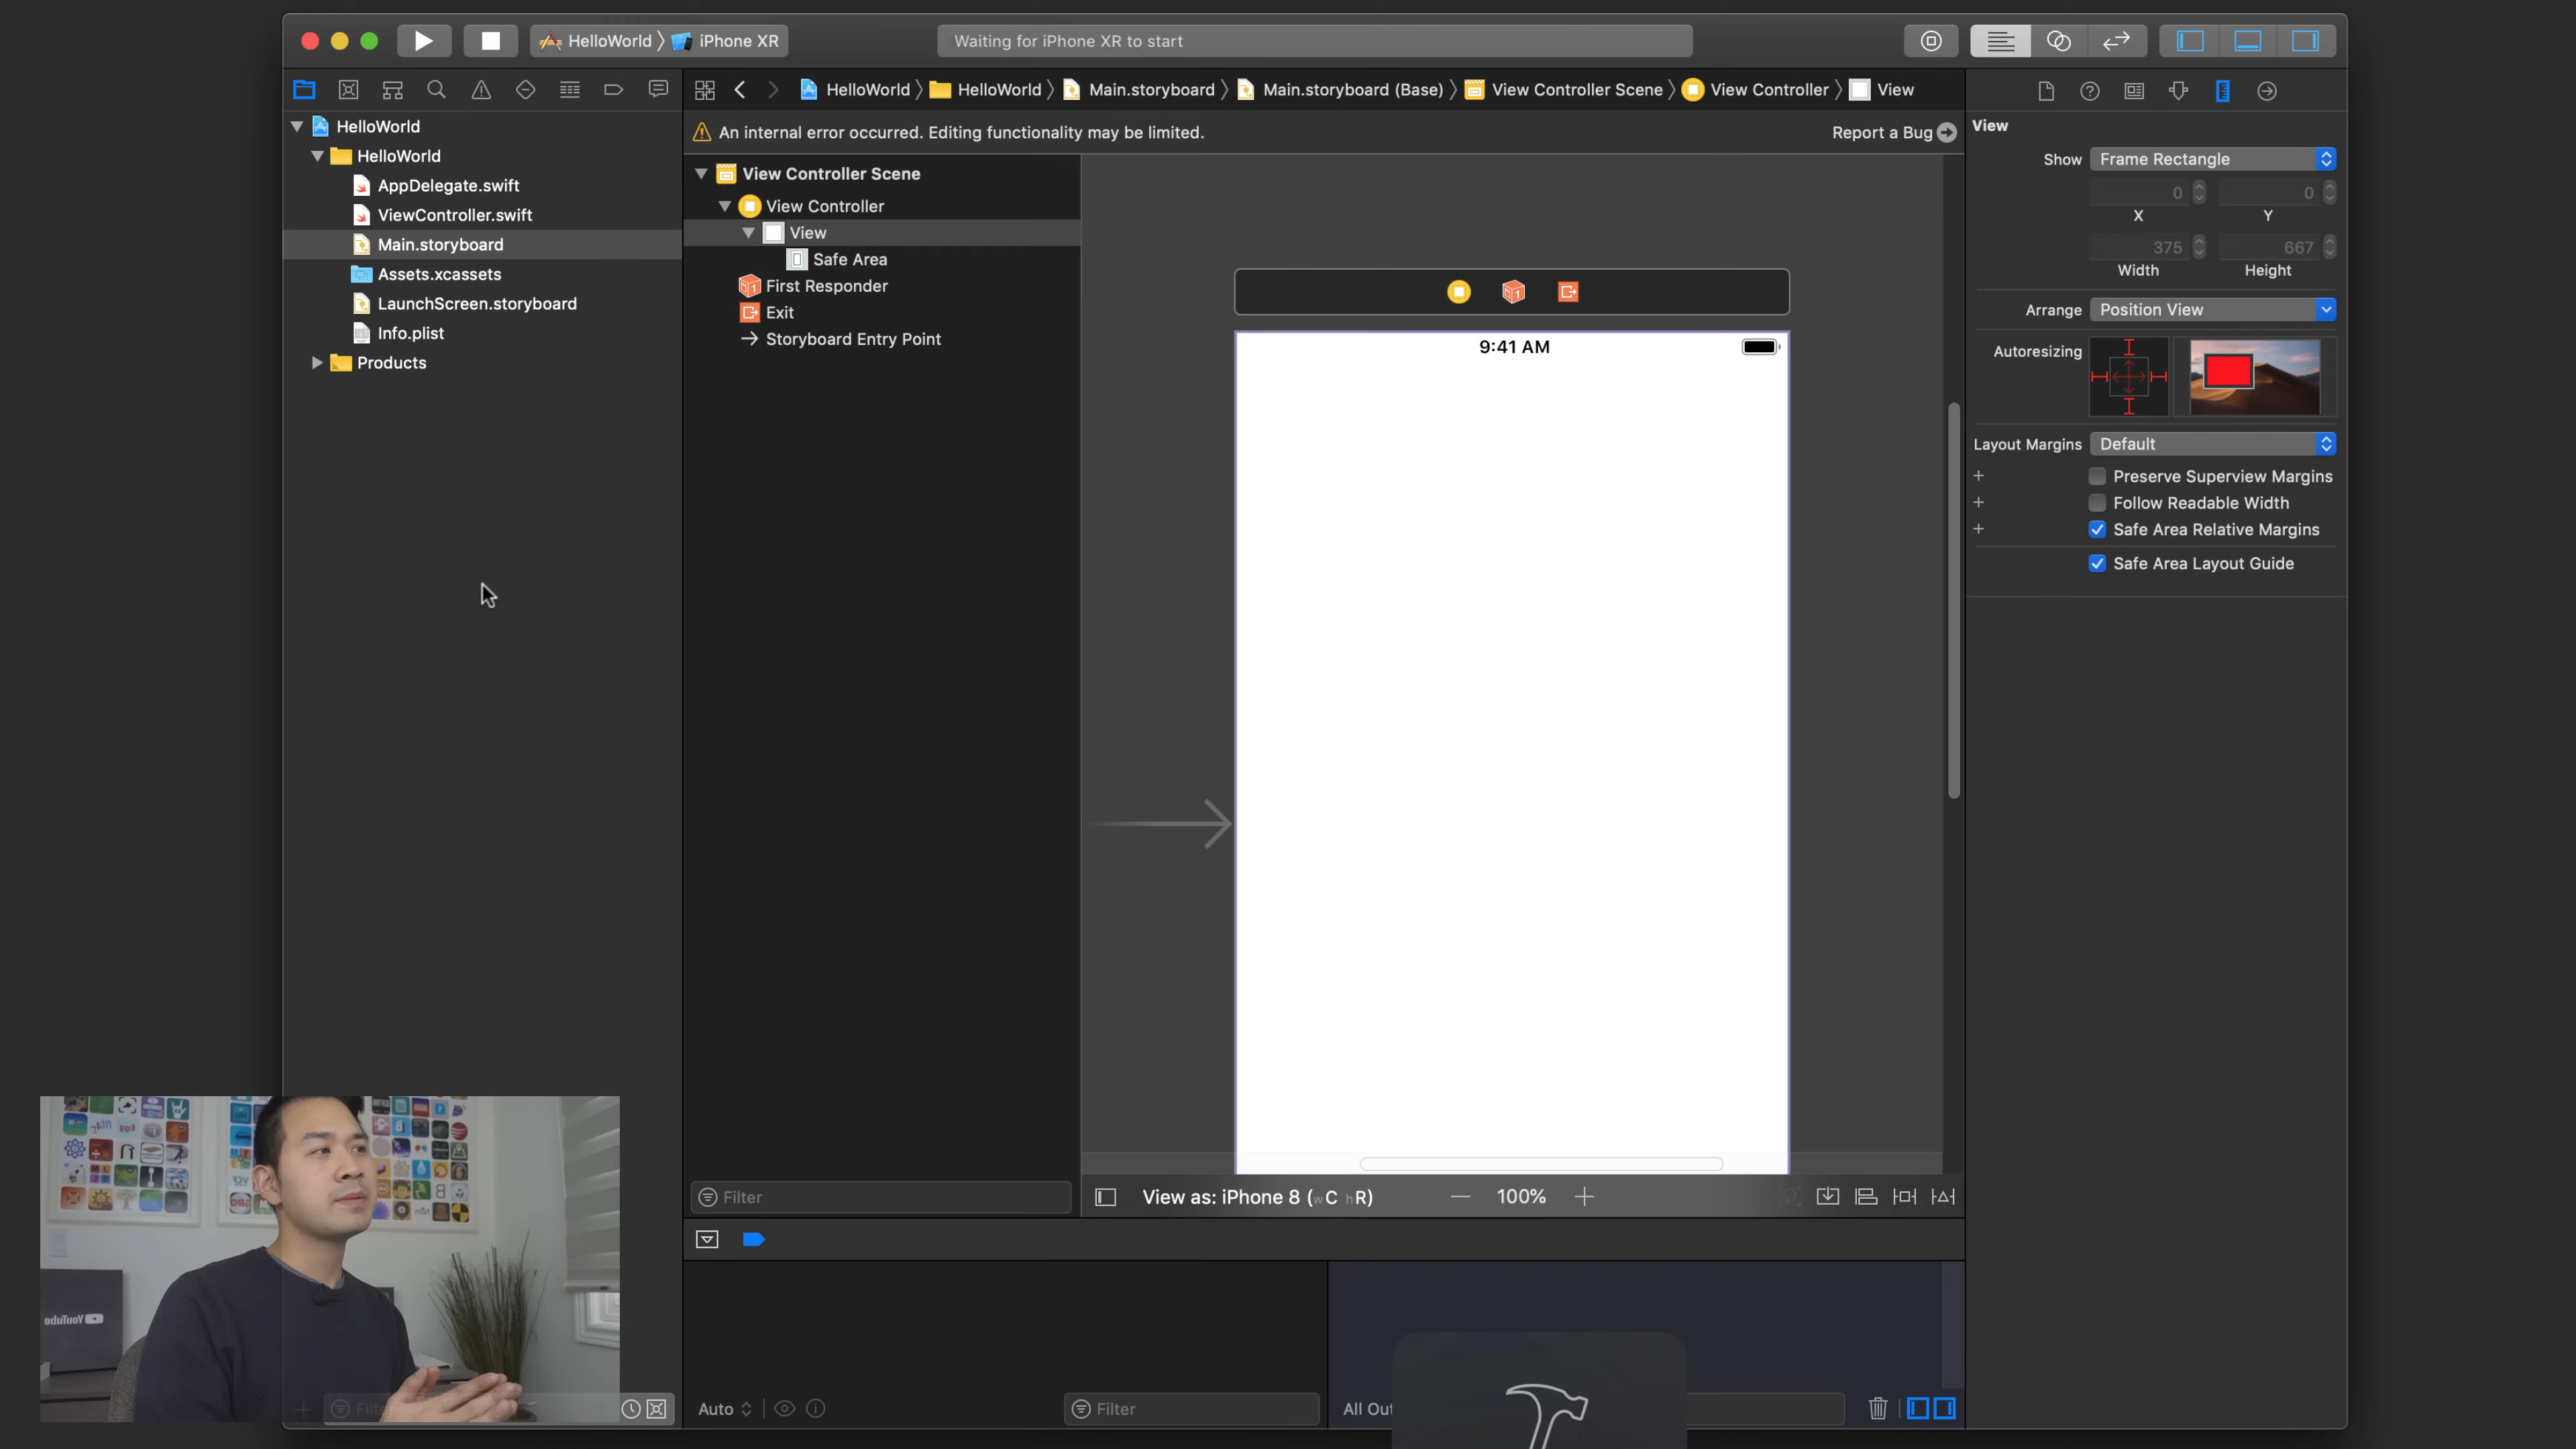 HelloWorld
iPhone XR
Waiting for iPhone XR to start
HelloWorld
HelloWorld
Main.storyboard
Main.storyboard (Base)
View Controller Scene
View Controller
View
An internal error occurred. Editing functionality may be limited.
Report a Bug
HelloWorld
HelloWorld
AppDelegate.swift
ViewController.swift
Main.storyboard
Assets.xcassets
LaunchScreen.storyboard
Info.plist
Products
View Controller Scene
View Controller
View
Safe Area
First Responder
Exit
Storyboard Entry Point
9:41 AM
View
Show
Frame Rectangle
0
0
X
Y
375
667
Width
Height
Arrange
Position View
Autoresizing
Layout Margins
Default
Preserve Superview Margins
Follow Readable Width
Safe Area Relative Margins
Safe Area Layout Guide
Filter
View as: iPhone 8 (wC hR)
100%
YouTube
Auto
Filter
All Out